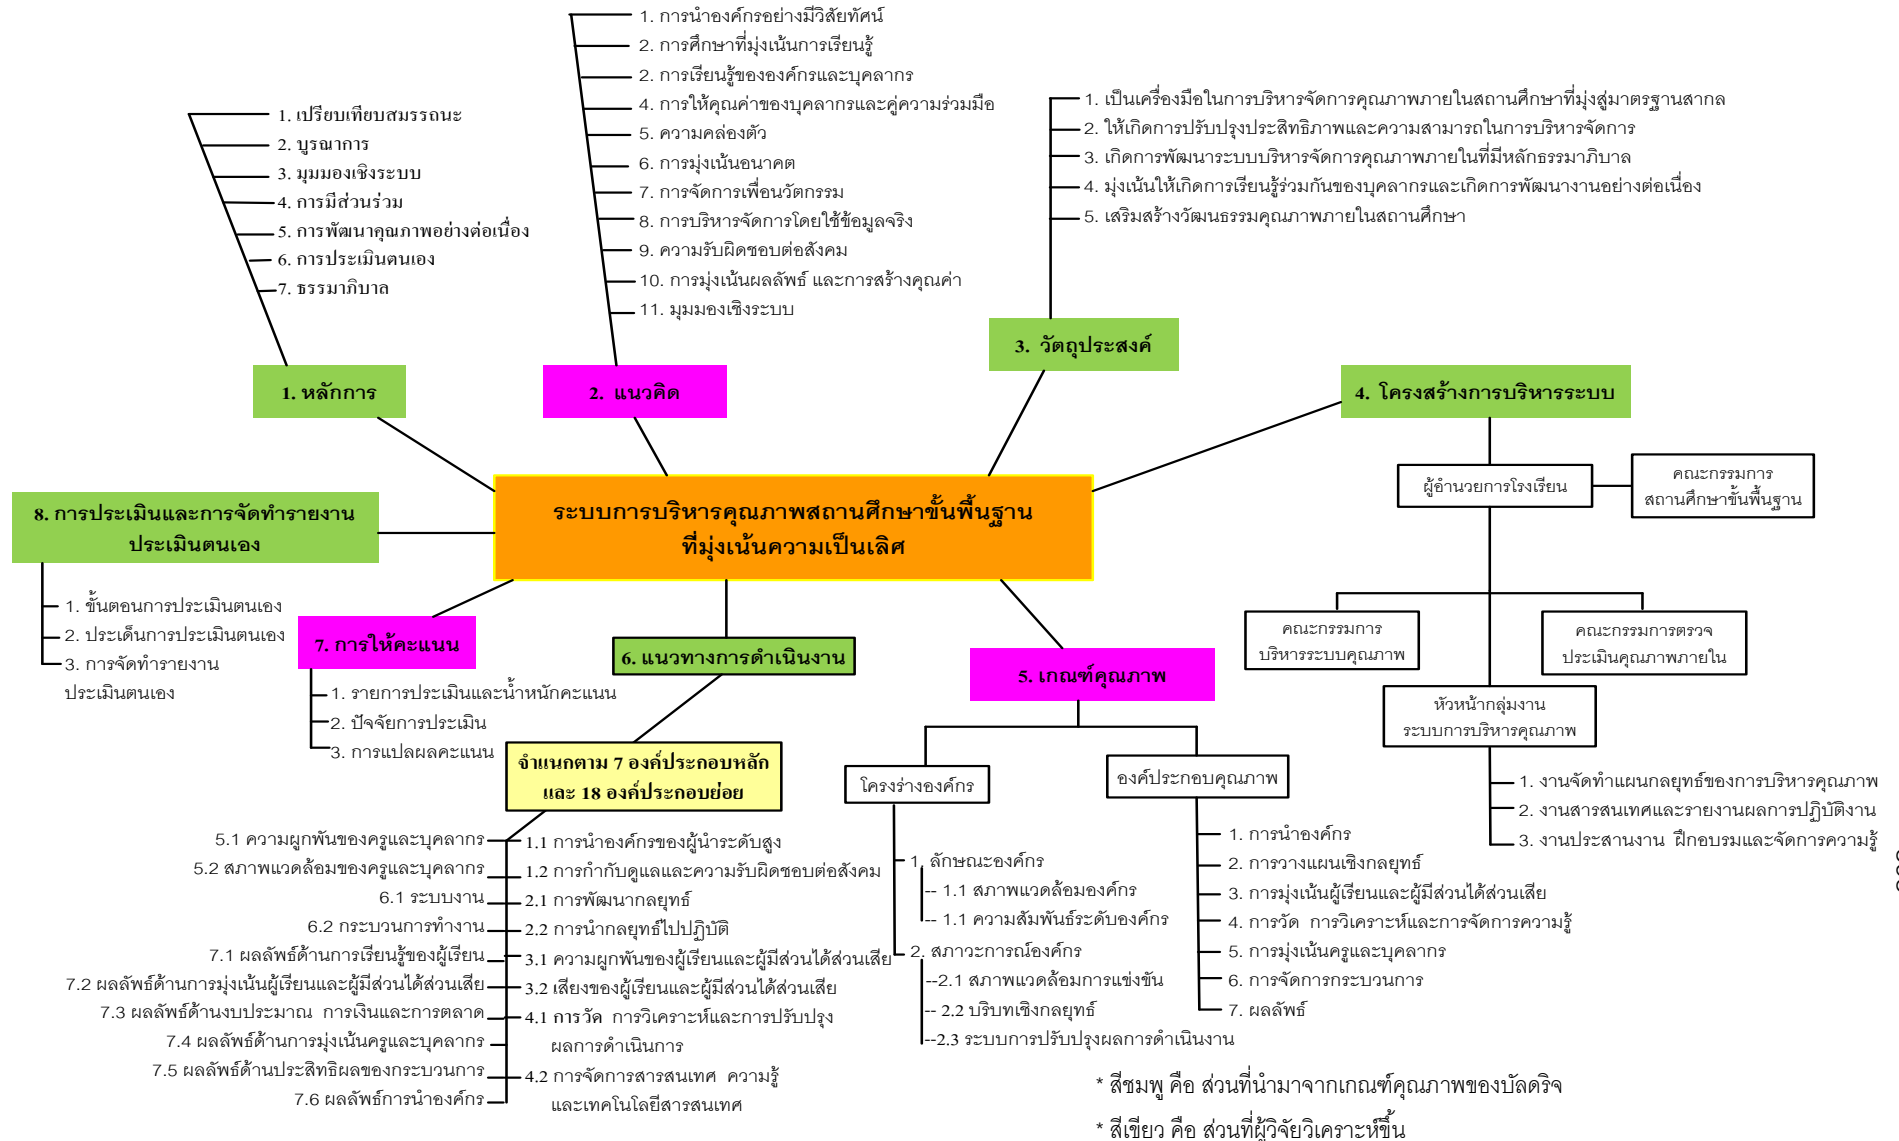 1. การนำองค์กรอย่างมีวิสัยทัศน์
2. การศึกษาที่มุ่งเน้นการเรียนรู้
2. การเรียนรู้ขององค์กรและบุคลากร
4. การให้คุณค่าของบุคลากรและคู่ความร่วมมือ
5. ความคล่องตัว
6. การมุ่งเน้นอนาคต
7. การจัดการเพื่อนวัตกรรม
8. การบริหารจัดการโดยใช้ข้อมูลจริง
9. ความรับผิดชอบต่อสังคม
10. การมุ่งเน้นผลลัพธ์ และการสร้างคุณค่า
11. มุมมองเชิงระบบ
1. เปรียบเทียบสมรรถนะ
2. บูรณาการ
3. มุมมองเชิงระบบ
4. การมีส่วนร่วม
5. การพัฒนาคุณภาพอย่างต่อเนื่อง
6. การประเมินตนเอง
7. ธรรมาภิบาล
1. เป็นเครื่องมือในการบริหารจัดการคุณภาพภายในสถานศึกษาที่มุ่งสู่มาตรฐานสากล
2. ให้เกิดการปรับปรุงประสิทธิภาพและความสามารถในการบริหารจัดการ
3. เกิดการพัฒนาระบบบริหารจัดการคุณภาพภายในที่มีหลักธรรมาภิบาล
4. มุ่งเน้นให้เกิดการเรียนรู้ร่วมกันของบุคลากรและเกิดการพัฒนางานอย่างต่อเนื่อง
5. เสริมสร้างวัฒนธรรมคุณภาพภายในสถานศึกษา
1. หลักการ
2. แนวคิด
3. วัตถุประสงค์
4. โครงสร้างการบริหารระบบ
ผู้อำนวยการโรงเรียน
คณะกรรมการ
สถานศึกษาขั้นพื้นฐาน
คณะกรรมการ
บริหารระบบคุณภาพ
คณะกรรมการตรวจ
ประเมินคุณภาพภายใน
หัวหน้ากลุ่มงาน
ระบบการบริหารคุณภาพ
1. งานจัดทำแผนกลยุทธ์ของการบริหารคุณภาพ
2. งานสารสนเทศและรายงานผลการปฏิบัติงาน
3. งานประสานงาน ฝึกอบรมและจัดการความรู้
ระบบการบริหารคุณภาพสถานศึกษาขั้นพื้นฐาน
ที่มุ่งเน้นความเป็นเลิศ
8. การประเมินและการจัดทำรายงาน
ประเมินตนเอง
1. ขั้นตอนการประเมินตนเอง
2. ประเด็นการประเมินตนเอง
3. การจัดทำรายงาน
ประเมินตนเอง
7. การให้คะแนน
1. รายการประเมินและน้ำหนักคะแนน
2. ปัจจัยการประเมิน
3. การแปลผลคะแนน
6. แนวทางการดำเนินงาน
จำแนกตาม 7 องค์ประกอบหลัก
และ 18 องค์ประกอบย่อย
5.1 ความผูกพันของครูและบุคลากร
5.2 สภาพแวดล้อมของครูและบุคลากร
6.1 ระบบงาน
6.2 กระบวนการทำงาน
7.1 ผลลัพธ์ด้านการเรียนรู้ของผู้เรียน
7.2 ผลลัพธ์ด้านการมุ่งเน้นผู้เรียนและผู้มีส่วนได้ส่วนเสีย
7.3 ผลลัพธ์ด้านงบประมาณ การเงินและการตลาด
7.4 ผลลัพธ์ด้านการมุ่งเน้นครูและบุคลากร
7.5 ผลลัพธ์ด้านประสิทธิผลของกระบวนการ
7.6 ผลลัพธ์การนำองค์กร
1.1 การนำองค์กรของผู้นำระดับสูง
1.2 การกำกับดูแลและความรับผิดชอบต่อสังคม
2.1 การพัฒนากลยุทธ์
2.2 การนำกลยุทธ์ไปปฏิบัติ
3.1 ความผูกพันของผู้เรียนและผู้มีส่วนได้ส่วนเสีย
3.2 เสียงของผู้เรียนและผู้มีส่วนได้ส่วนเสีย
4.1 การวัด การวิเคราะห์และการปรับปรุง
ผลการดำเนินการ
4.2 การจัดการสารสนเทศ ความรู้
และเทคโนโลยีสารสนเทศ
5. เกณฑ์คุณภาพ
โครงร่างองค์กร
1. ลักษณะองค์กร
-- 1.1 สภาพแวดล้อมองค์กร
-- 1.1 ความสัมพันธ์ระดับองค์กร
2. สภาวะการณ์องค์กร
--2.1 สภาพแวดล้อมการแข่งขัน
-- 2.2 บริบทเชิงกลยุทธ์
--2.3 ระบบการปรับปรุงผลการดำเนินงาน
องค์ประกอบคุณภาพ
1. การนำองค์กร
2. การวางแผนเชิงกลยุทธ์
3. การมุ่งเน้นผู้เรียนและผู้มีส่วนได้ส่วนเสีย
4. การวัด การวิเคราะห์และการจัดการความรู้
5. การมุ่งเน้นครูและบุคลากร
6. การจัดการกระบวนการ
7. ผลลัพธ์
* สีชมพู คือ ส่วนที่นำมาจากเกณฑ์คุณภาพของบัลดริจ
* สีเขียว คือ ส่วนที่ผู้วิจัยวิเคราะห์ขึ้น